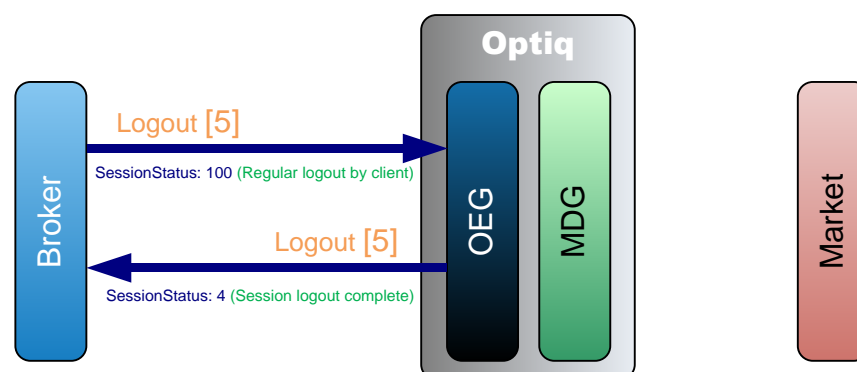 Optiq
Logout [5]
SessionStatus: 100 (Regular logout by client)
Broker
OEG
MDG
Market
Logout [5]
SessionStatus: 4 (Session logout complete)